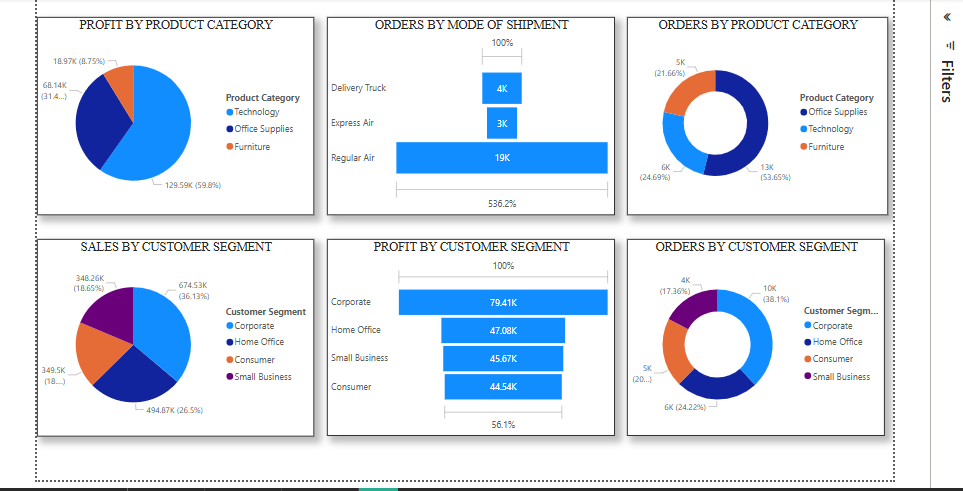 PROFIT BY PRODUCT CATEGORY
18.97K (8.75%)
68.14K
(31.4...)
129.59K (59.8%)
Product Category
Technology
Office Supplies
Furniture
ORDERS BY MODE OF SHIPMENT
100%
Delivery Truck
4K
Express Air
3K
Regular Air
19K
536.2%
ORDERS BY PRODUCT CATEGORY
5K
(21.66%)
6K
(24.69%)
13K
(53.65%)
Product Category
Office Supplies
Technology
Furniture
SALES BY CUSTOMER SEGMENT
348.26K
(18.65%)
674.53K
(36.13%)
349.5K
(18....)
494.87K (26.5%)
Customer Segment
Corporate
Home Office
Consumer
Small Business
PROFIT BY CUSTOMER SEGMENT
100%
Corporate
79.41K
Home Office
47.08K
Small Business
45.67K
Consumer
44.54K
56.1%
ORDERS BY CUSTOMER SEGMENT
4K
(17.36%)
10K
(38.1%)
5K
(20...)
6K (24.22%)
Customer Segm...
Corporate
Home Office
Consumer
Small Business
Filters